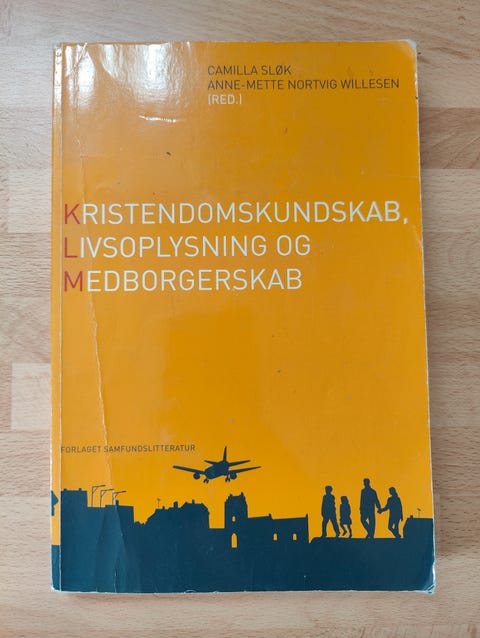 CAMILLA SLØK
ANNE-METTE NORTVIG WILLESEN
(RED.)
KRISTENDOMSKUNDSKAB,
LIVSOPLYSNING OG
MEDBORGERSKAB
FORLAGET SAMFUNDSLITTERATUR